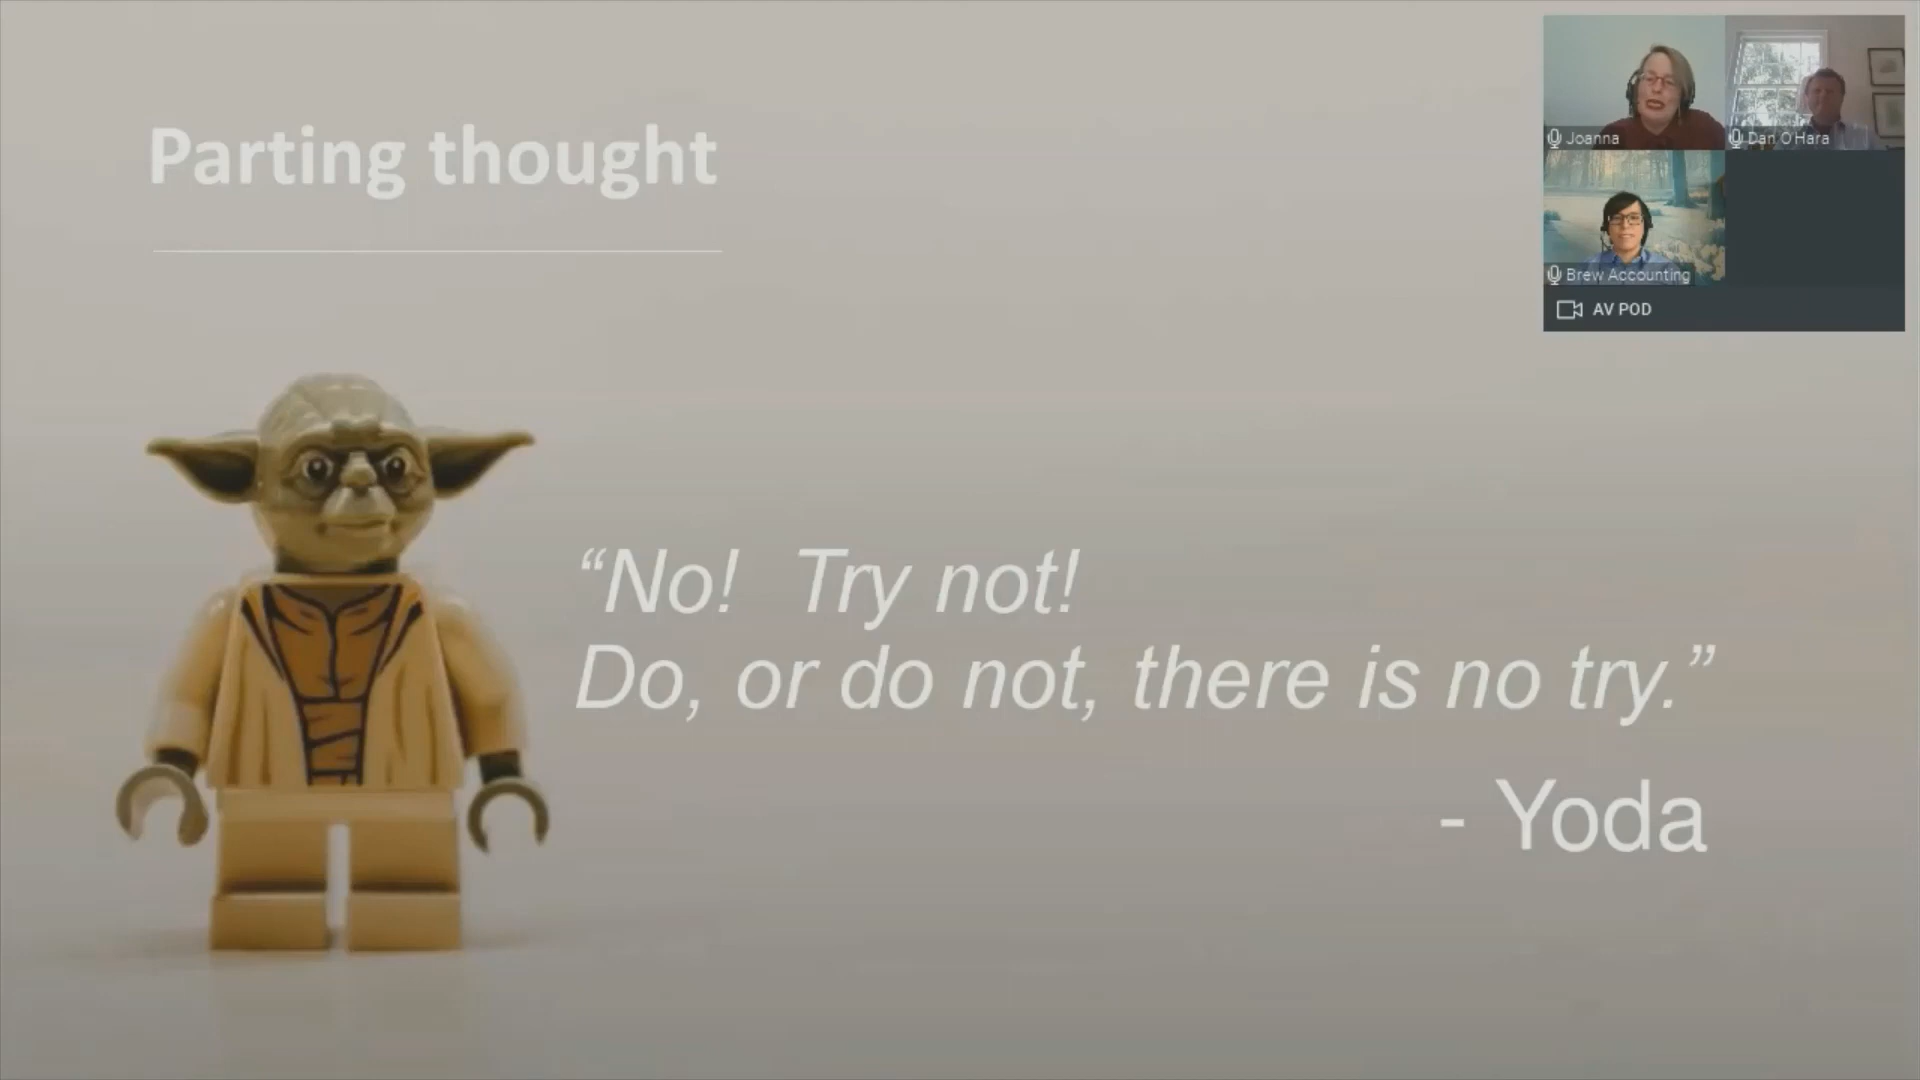 Parting thought
Joanna
Dan O'Hara
Brew Accounting
AV POD
“No!  Try not!
Do, or do not, there is no try.”
- Yoda